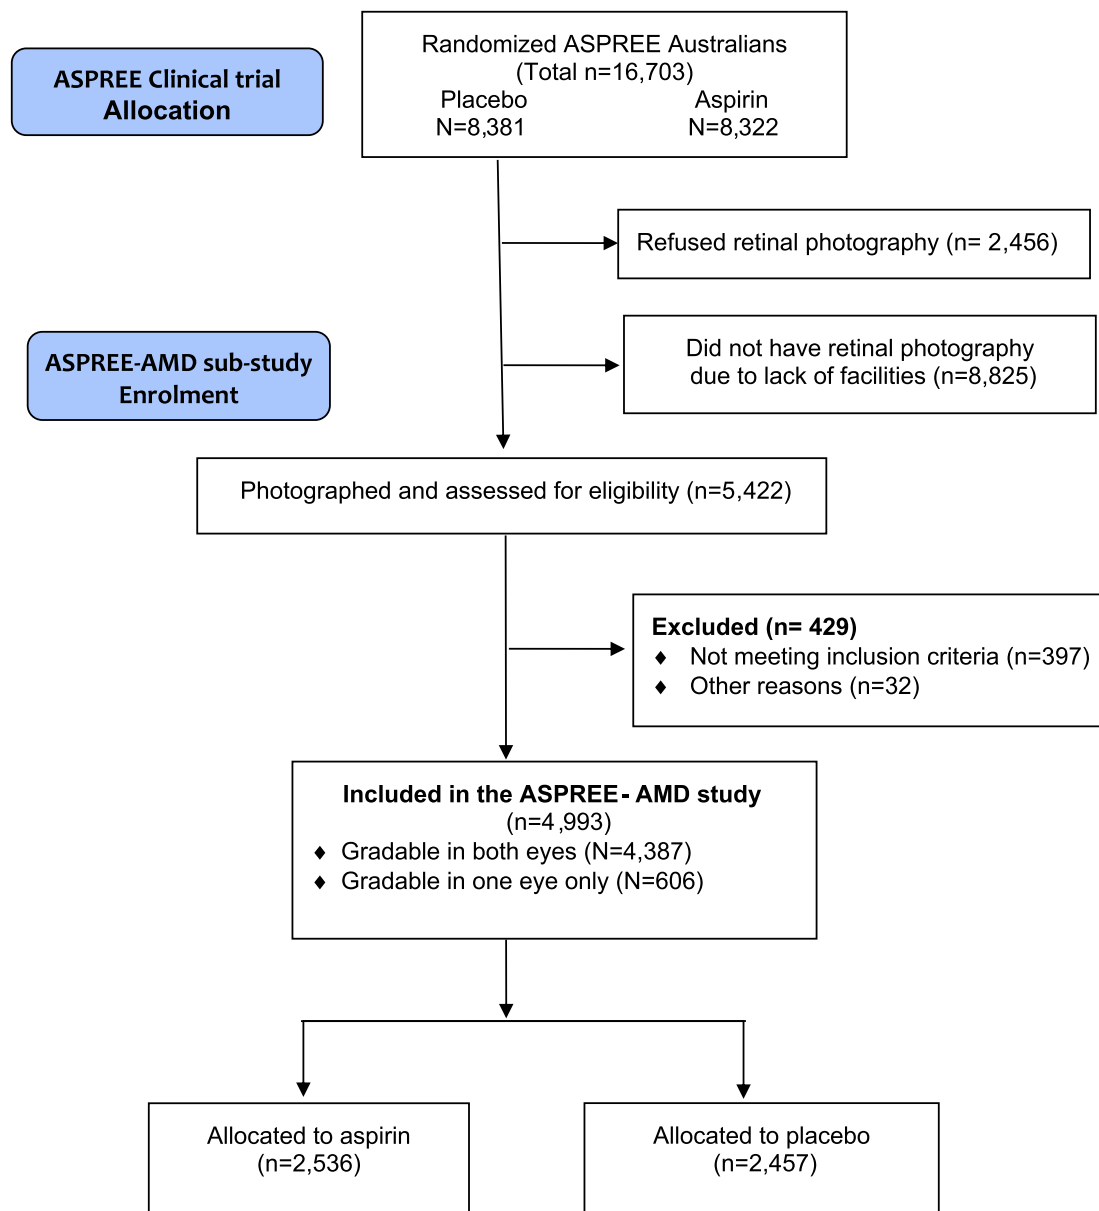 ASPREE Clinical trial
Allocation
Randomized ASPREE Australians
(Total n=16,703)
Placebo Aspirin
N=8,381 N=8,322
Refused retinal photography (n= 2,456)
ASPREE-AMD sub-study
Enrolment
Did not have retinal photography
due to lack of facilities (n=8,825)
Photographed and assessed for eligibility (n=5,422)
Excluded (n= 429)
♦ Not meeting inclusion criteria (n=397)
♦ Other reasons (n=32)
Included in the ASPREE- AMD study
(n=4,993)
♦ Gradable in both eyes (N=4,387)
♦ Gradable in one eye only (N=606)
Allocated to aspirin
(n=2,536)
Allocated to placebo
(n=2,457)